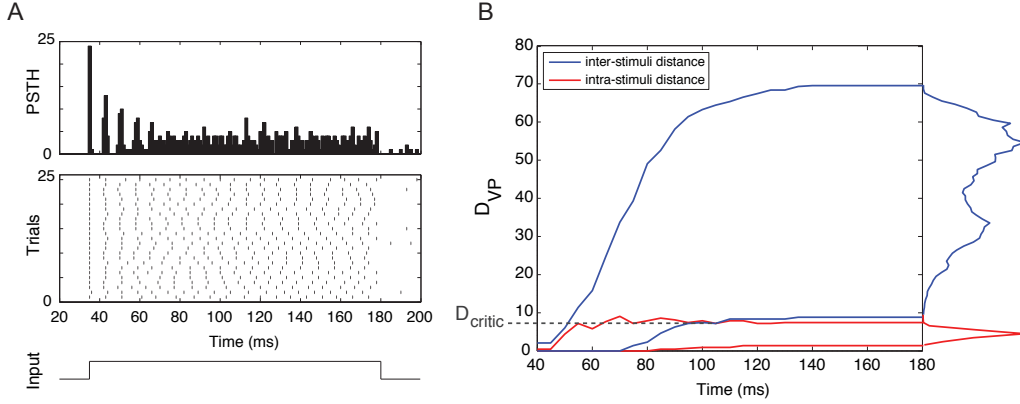 A
25
PSTH
0
25
Trials
0
20 40 60 80 100 120 140 160 180 200
Time (ms)
Input
B
80
70
60
50
40
30
20
10
0
D_VP
D_critic
inter-stimuli distance
intra-stimuli distance
40 60 80 100 120 140 160 180
Time (ms)